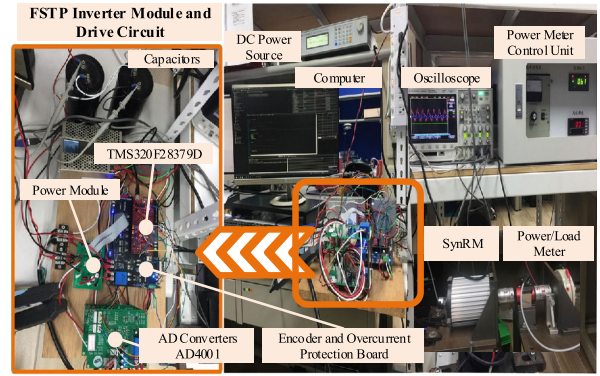 FSTP Inverter Module and
Drive Circuit
Capacitors
TMS320F28379D
Power Module
AD Converters
AD4001
Encoder and Overcurrent
Protection Board
DC Power
Source
Computer
Oscilloscope
Power Meter
Control Unit
SynRM
Power/Load
Meter